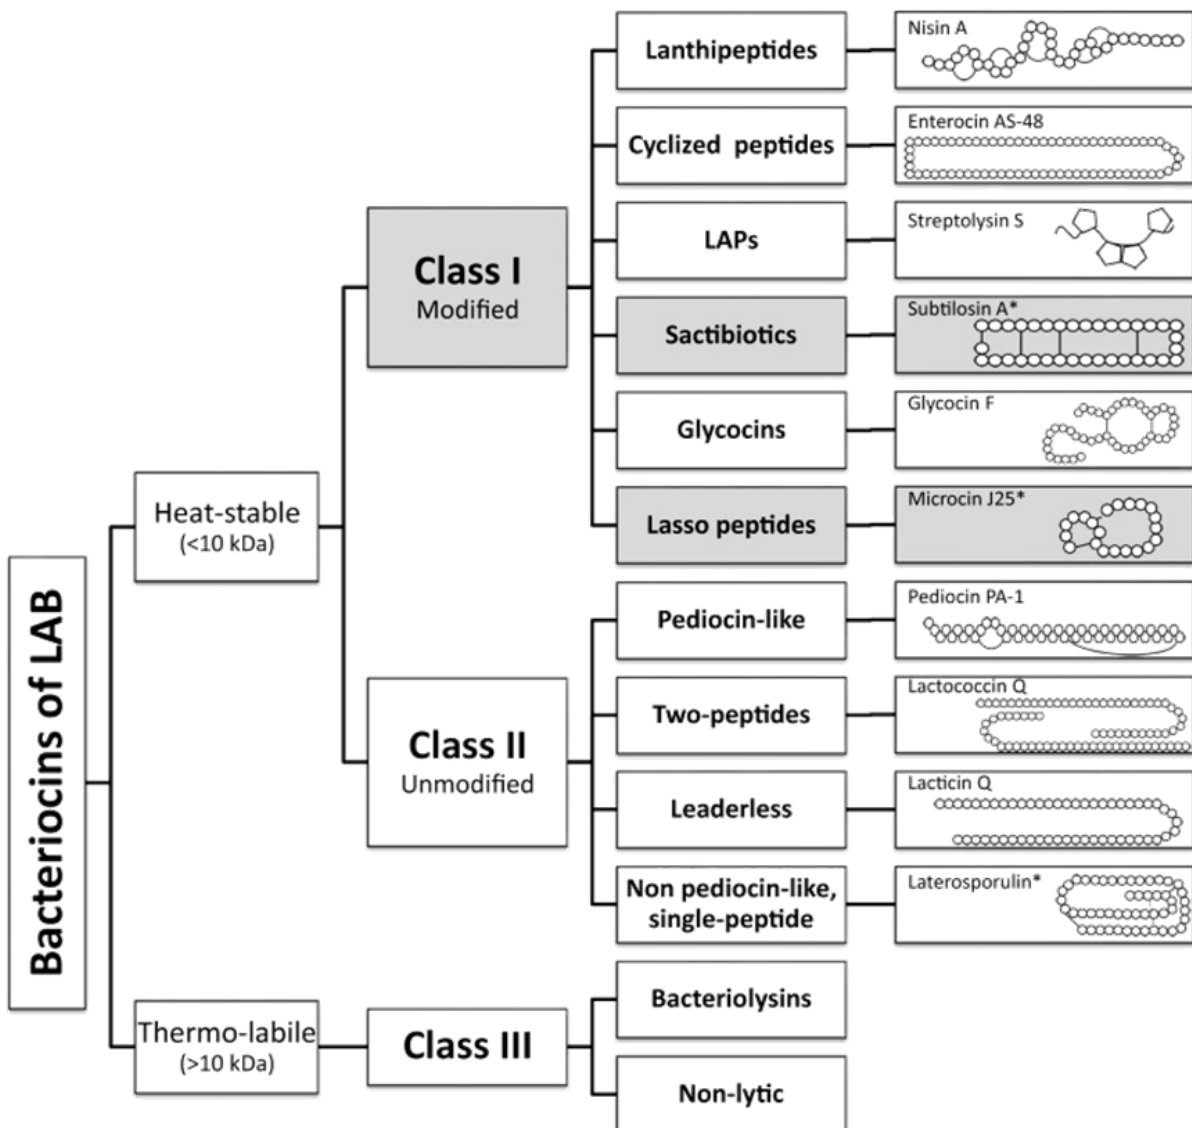 Bacteriocins of LAB
Heat-stable
(<10 kDa)
Class I
Modified
Lanthipeptides
Nisin A
Cyclized peptides
Enterocin AS-48
LAPs
Streptolysin S
Sactibiotics
Subtilosin A*
Glycocins
Glycocin F
Lasso peptides
Microcin J25*
Class II
Unmodified
Pediocin-like
Pediocin PA-1
Two-peptides
Lactococcin Q
Leaderless
Lacticin Q
Non pediocin-like,
single-peptide
Laterosporulin*
Thermo-labile
(>10 kDa)
Class III
Bacteriolysins
Non-lytic